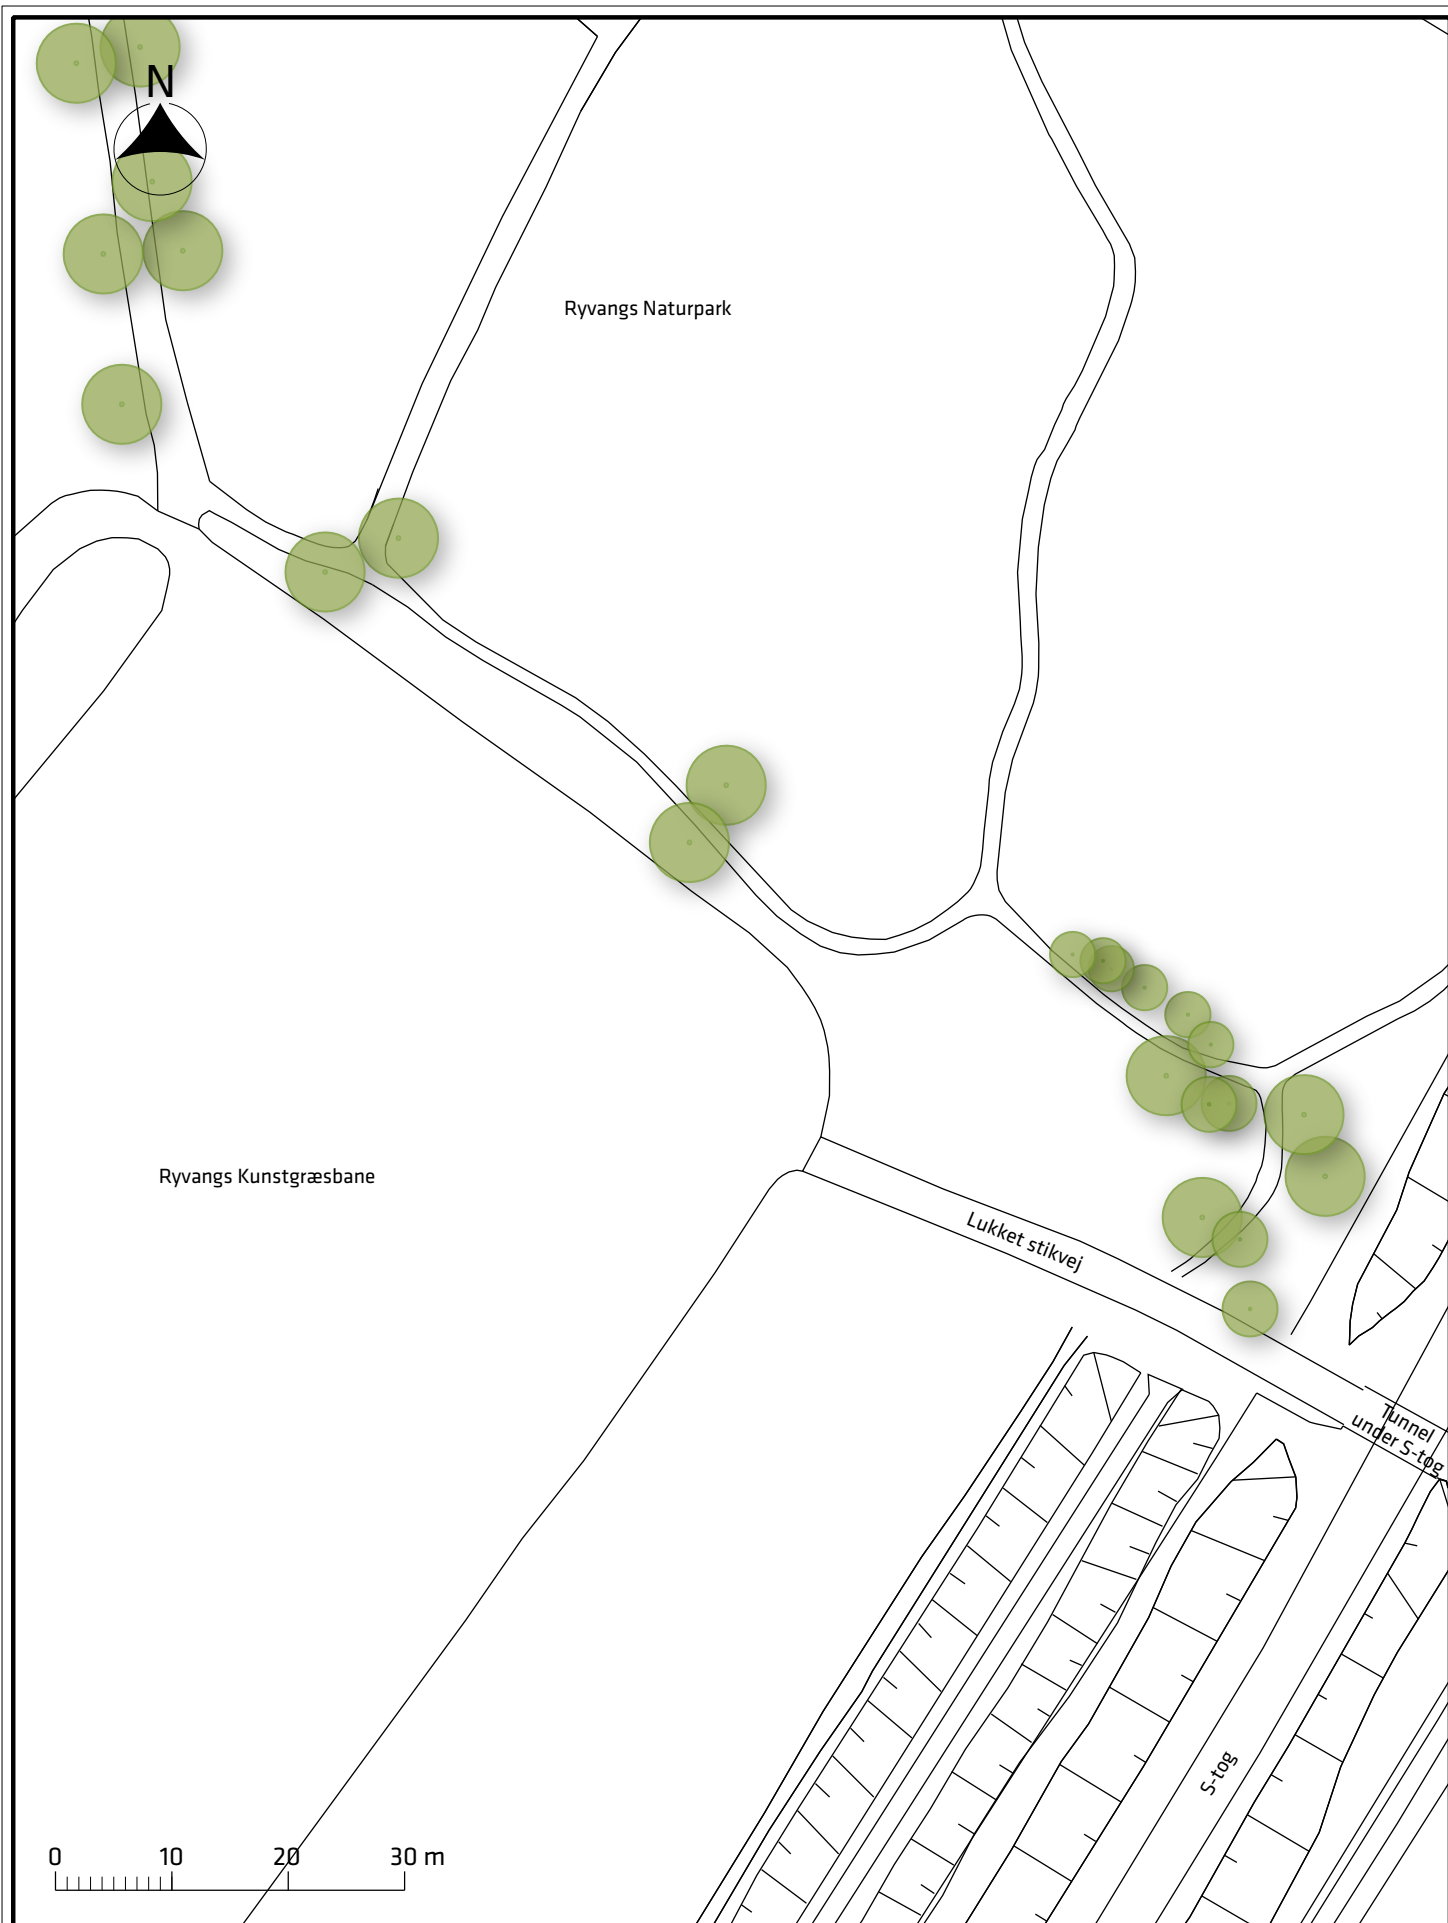 N
Ryvangs Naturpark
Ryvangs Kunstgræsbane
Lukket stikvej
Tunnel
under S-tog
S-tog
0 10 20 30 m